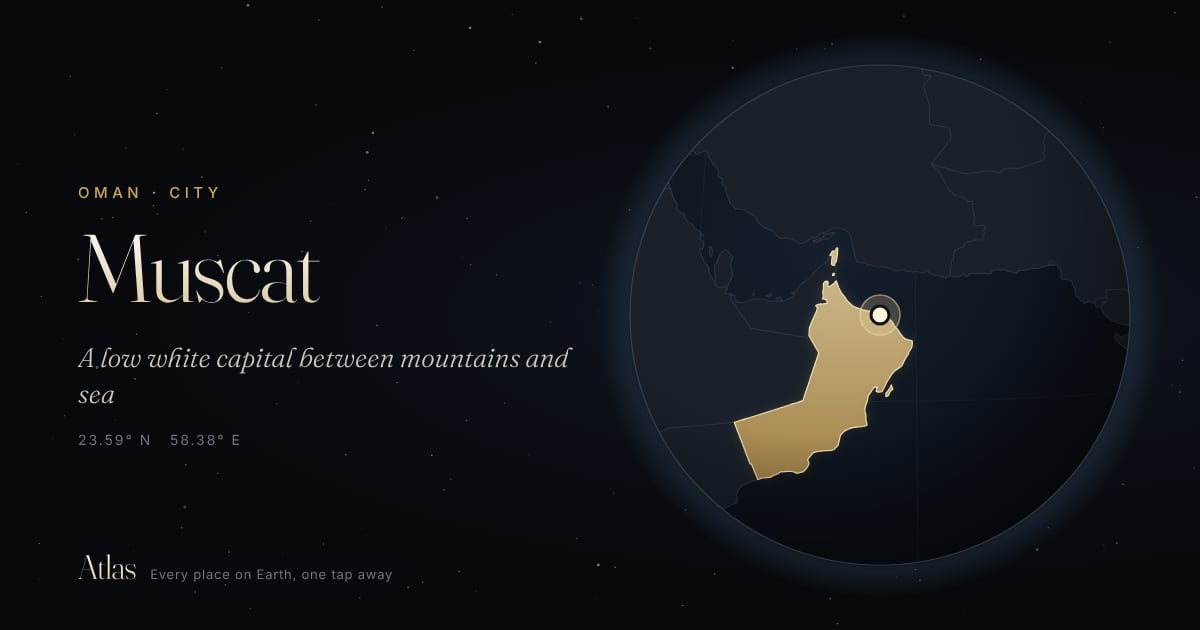 OMAN · CITY
Muscat
A low white capital between mountains and
sea
23.59° N 58.38° E
Atlas Every place on Earth, one tap away